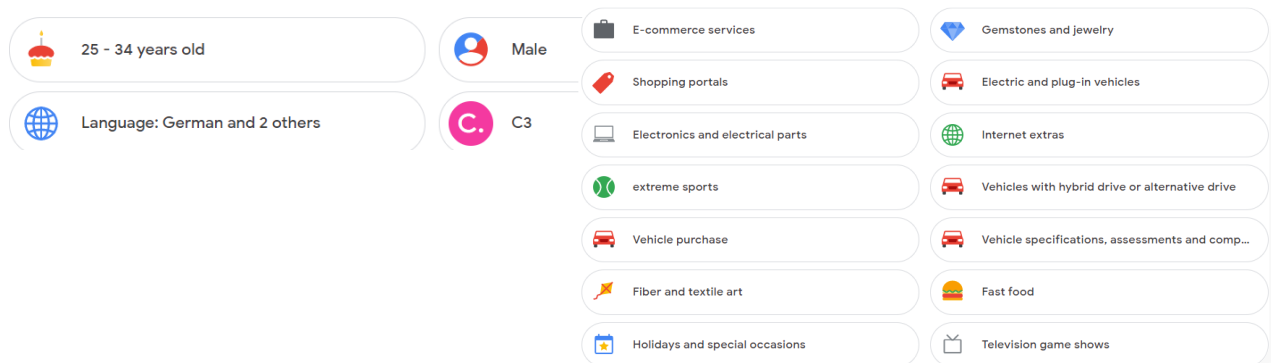 25 - 34 years old
Male
Language: German and 2 others
C.
C3
E-commerce services
Gemstones and jewelry
Shopping portals
Electric and plug-in vehicles
Electronics and electrical parts
Internet extras
extreme sports
Vehicles with hybrid drive or alternative drive
Vehicle purchase
Vehicle specifications, assessments and comp...
Fiber and textile art
Fast food
Holidays and special occasions
Television game shows